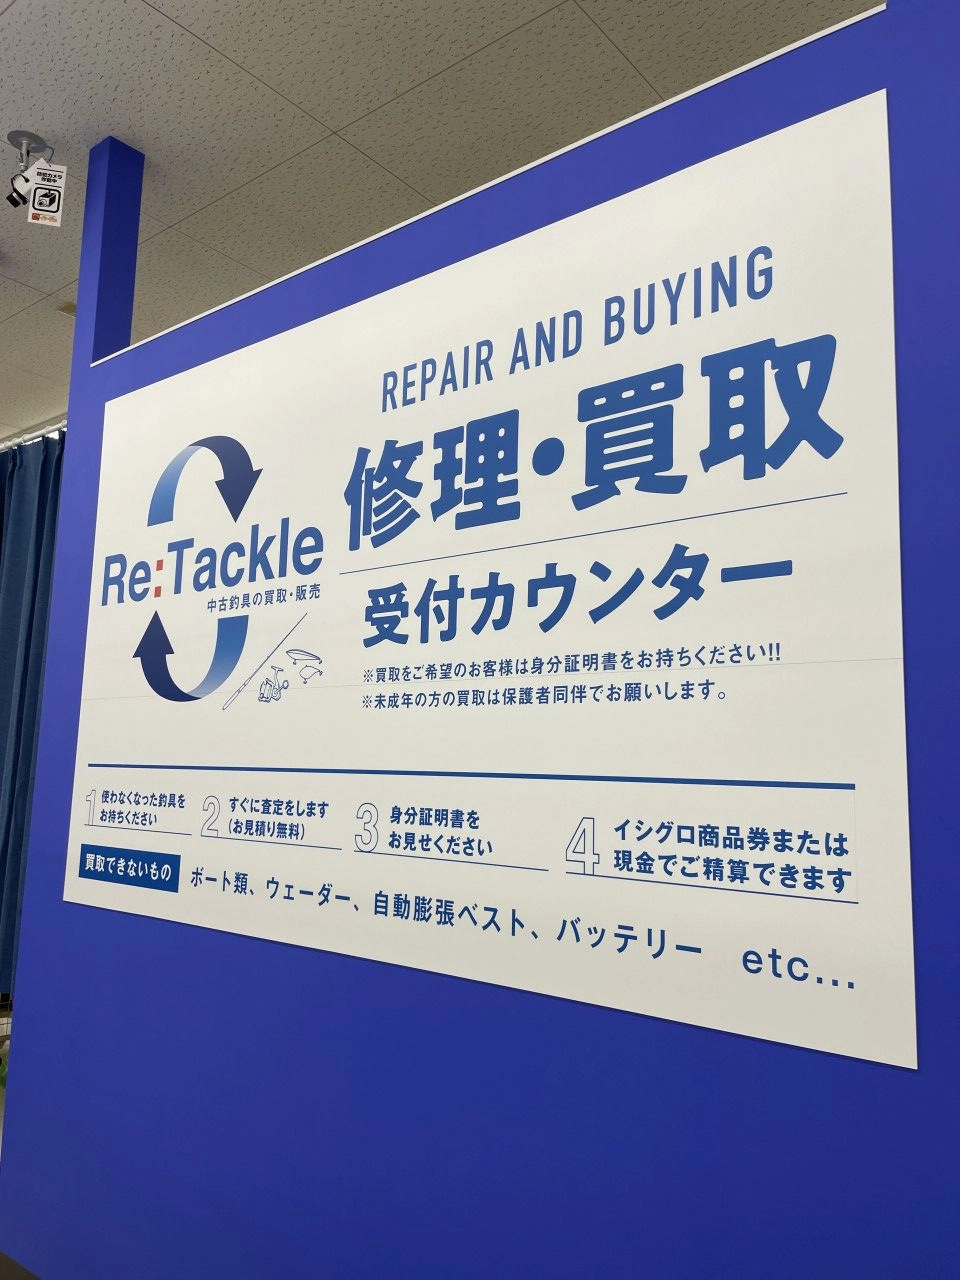 防犯カメラ
作動中
REPAIR AND BUYING
修理・買取
受付カウンター
※買取をご希望のお客様は身分証明書をお持ちください!!
※未成年の方の買取は保護者同伴でお願いします。
Re:Tackle
中古釣具の買取・販売
1 使わなくなった釣具を
お持ちください
2 すぐに査定をします
(お見積り無料)
3 身分証明書を
お見せください
4 イシグロ商品券または
現金でご精算できます
買取できないもの
ボート類、ウェーダー、自動膨張ベスト、バッテリー etc...